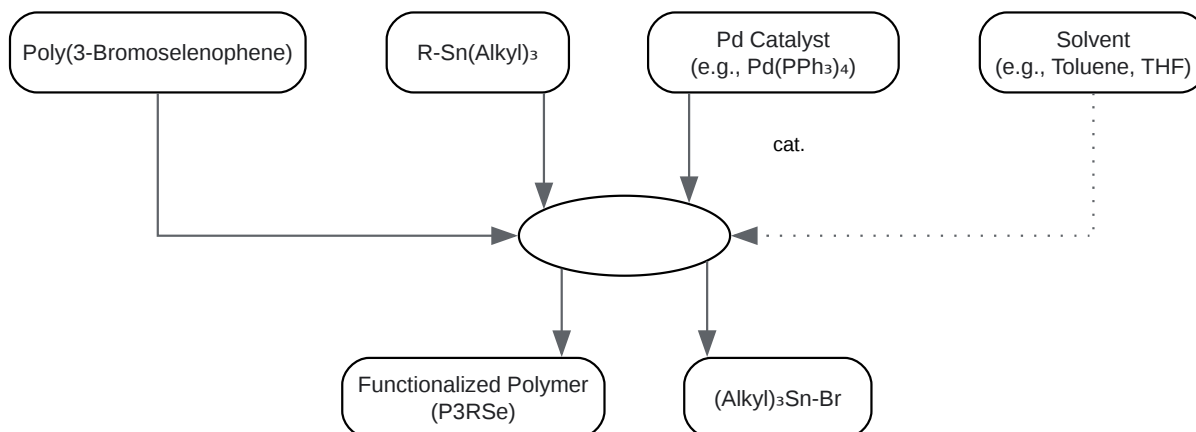 Poly(3-Bromoselenophene)
R-Sn(Alkyl)₃
Pd Catalyst
(e.g., Pd(PPh₃)₄)
Solvent
(e.g., Toluene, THF)
cat.
Functionalized Polymer
(P3RSe)
(Alkyl)₃Sn-Br